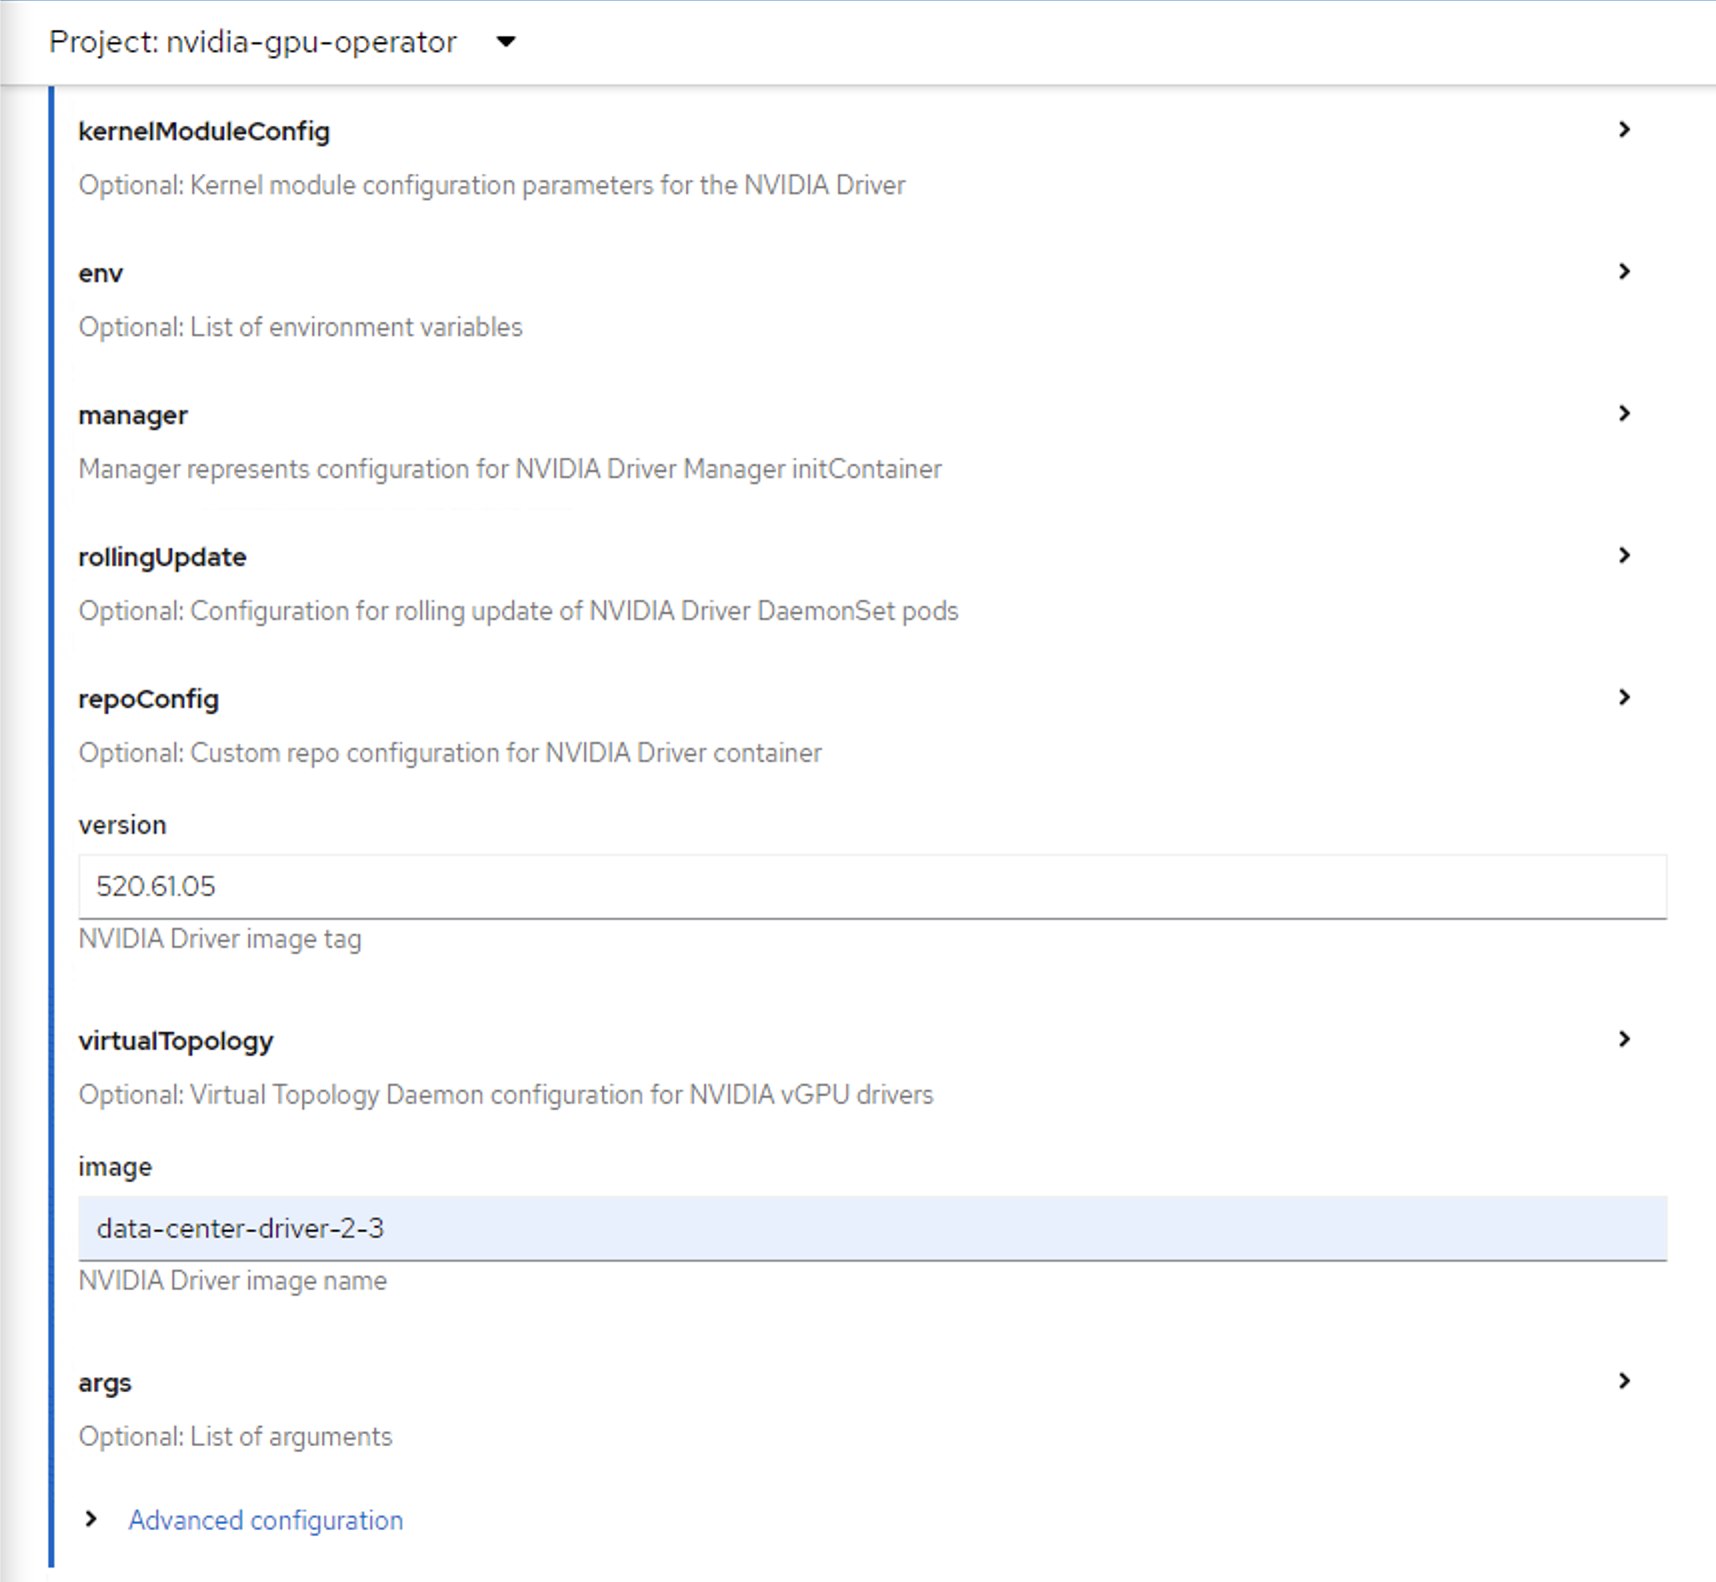 Project: nvidia-gpu-operator
kernelModuleConfig
Optional: Kernel module configuration parameters for the NVIDIA Driver
env
Optional: List of environment variables
manager
Manager represents configuration for NVIDIA Driver Manager initContainer
rollingUpdate
Optional: Configuration for rolling update of NVIDIA Driver DaemonSet pods
repoConfig
Optional: Custom repo configuration for NVIDIA Driver container
version
520.61.05
NVIDIA Driver image tag
virtualTopology
Optional: Virtual Topology Daemon configuration for NVIDIA vGPU drivers
image
data-center-driver-2-3
NVIDIA Driver image name
args
Optional: List of arguments
Advanced configuration